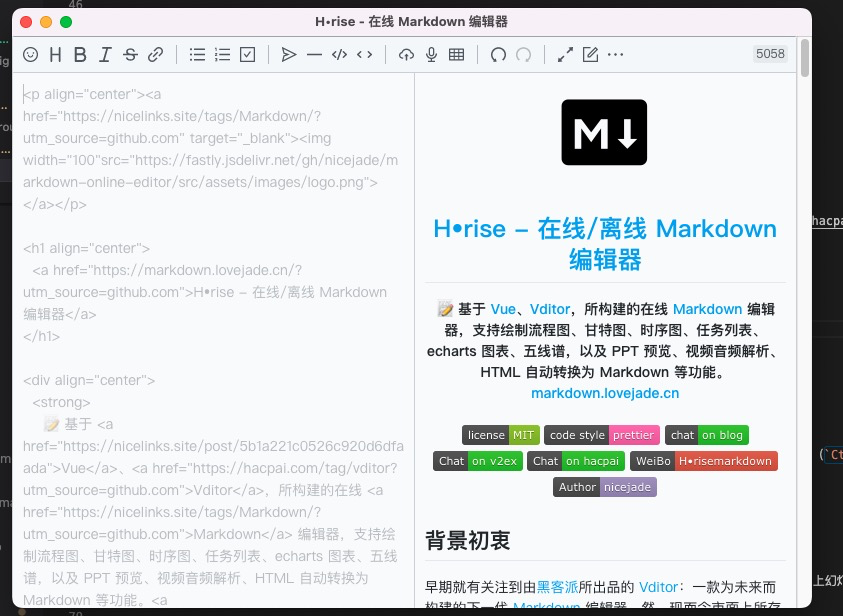 46
H•rise - 在线 Markdown 编辑器
H B I S
5058
<p align="center"><a
href="https://nicelinks.site/tags/Markdown/?
utm_source=github.com" target="_blank"><img
width="100"src="https://fastly.jsdelivr.net/gh/nicejade/m
arkdown-online-editor/src/assets/images/logo.png">
</a></p>
<h1 align="center">
<a href="https://markdown.lovejade.cn/?
utm_source=github.com">H•rise - 在线/离线 Markdown
编辑器</a>
</h1>
<div align="center">
<strong>
📝 基于 <a
href="https://nicelinks.site/post/5b1a221c0526c920d6dfa
ada">Vue</a>、<a href="https://hacpai.com/tag/vditor?
utm_source=github.com">Vditor</a>，所构建的在线 <a
href="https://nicelinks.site/tags/Markdown/?
utm_source=github.com">Markdown</a> 编辑器，支持绘
制流程图、甘特图、时序图、任务列表、echarts 图表、五线
谱，以及 PPT 预览、视频音频解析、HTML 自动转换为
Markdown 等功能。<a
M↓
H•rise - 在线/离线 Markdown
编辑器
📝 基于 Vue、Vditor，所构建的在线 Markdown 编辑
器，支持绘制流程图、甘特图、时序图、任务列表、
echarts 图表、五线谱，以及 PPT 预览、视频音频解析、
HTML 自动转换为 Markdown 等功能。
markdown.lovejade.cn
license MIT code style prettier chat on blog
Chat on v2ex Chat on hacpai WeiBo H•risemarkdown
Author nicejade
背景初衷
早期就有关注到由黑客派所出品的 Vditor：一款为未来而
构建的下一代 Markdown 编辑器，然，现而今市面上所存
hacpa
(`Ct
上幻灯
70